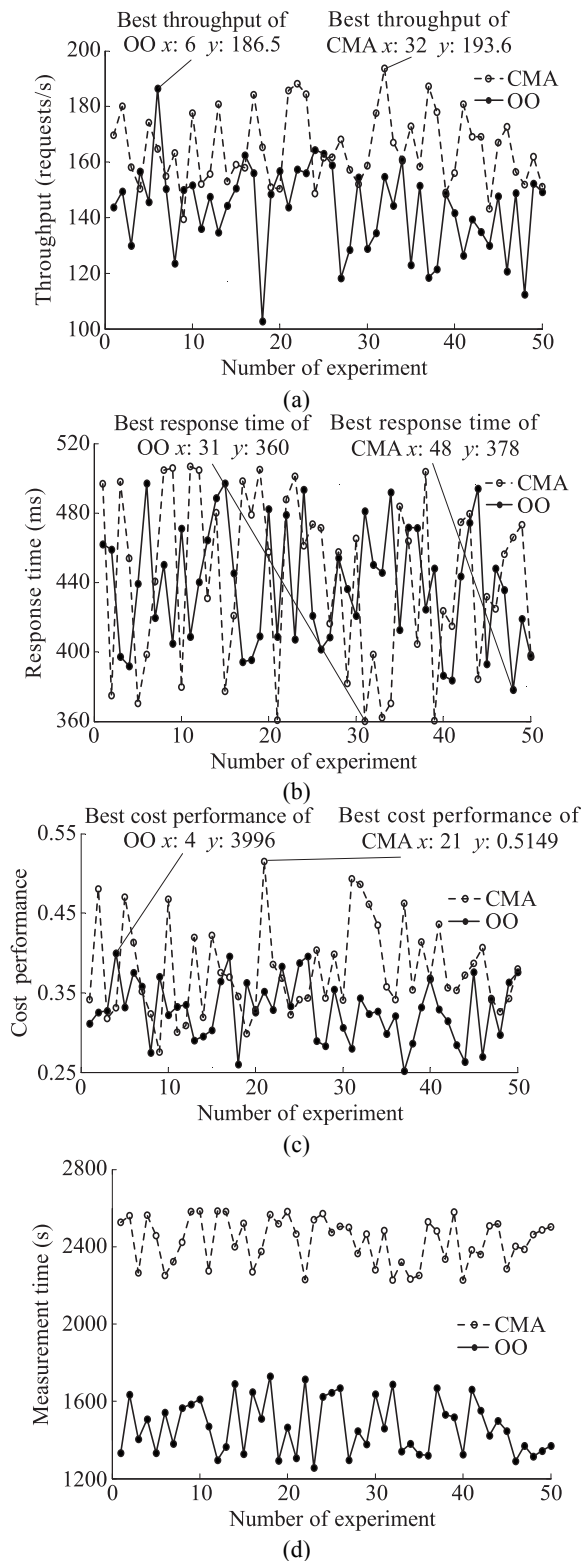 Best throughput of
OO x: 6 y: 186.5
Best throughput of
CMA x: 32 y: 193.6
200
180
160
140
120
100
Throughput (requests/s)
CMA
OO
0
10
20
30
40
50
Number of experiment
(a)
Best response time of
OO x: 31 y: 360
Best response time of
CMA x: 48 y: 378
520
480
440
400
360
Response time (ms)
CMA
OO
0
10
20
30
40
50
Number of experiment
(b)
Best cost performance of
OO x: 4 y: 3996
Best cost performance of
CMA x: 21 y: 0.5149
0.55
0.45
0.35
0.25
Cost performance
CMA
OO
0
10
20
30
40
50
Number of experiment
(c)
2800
2400
2000
1600
1200
Measurement time (s)
CMA
OO
0
10
20
30
40
50
Number of experiment
(d)